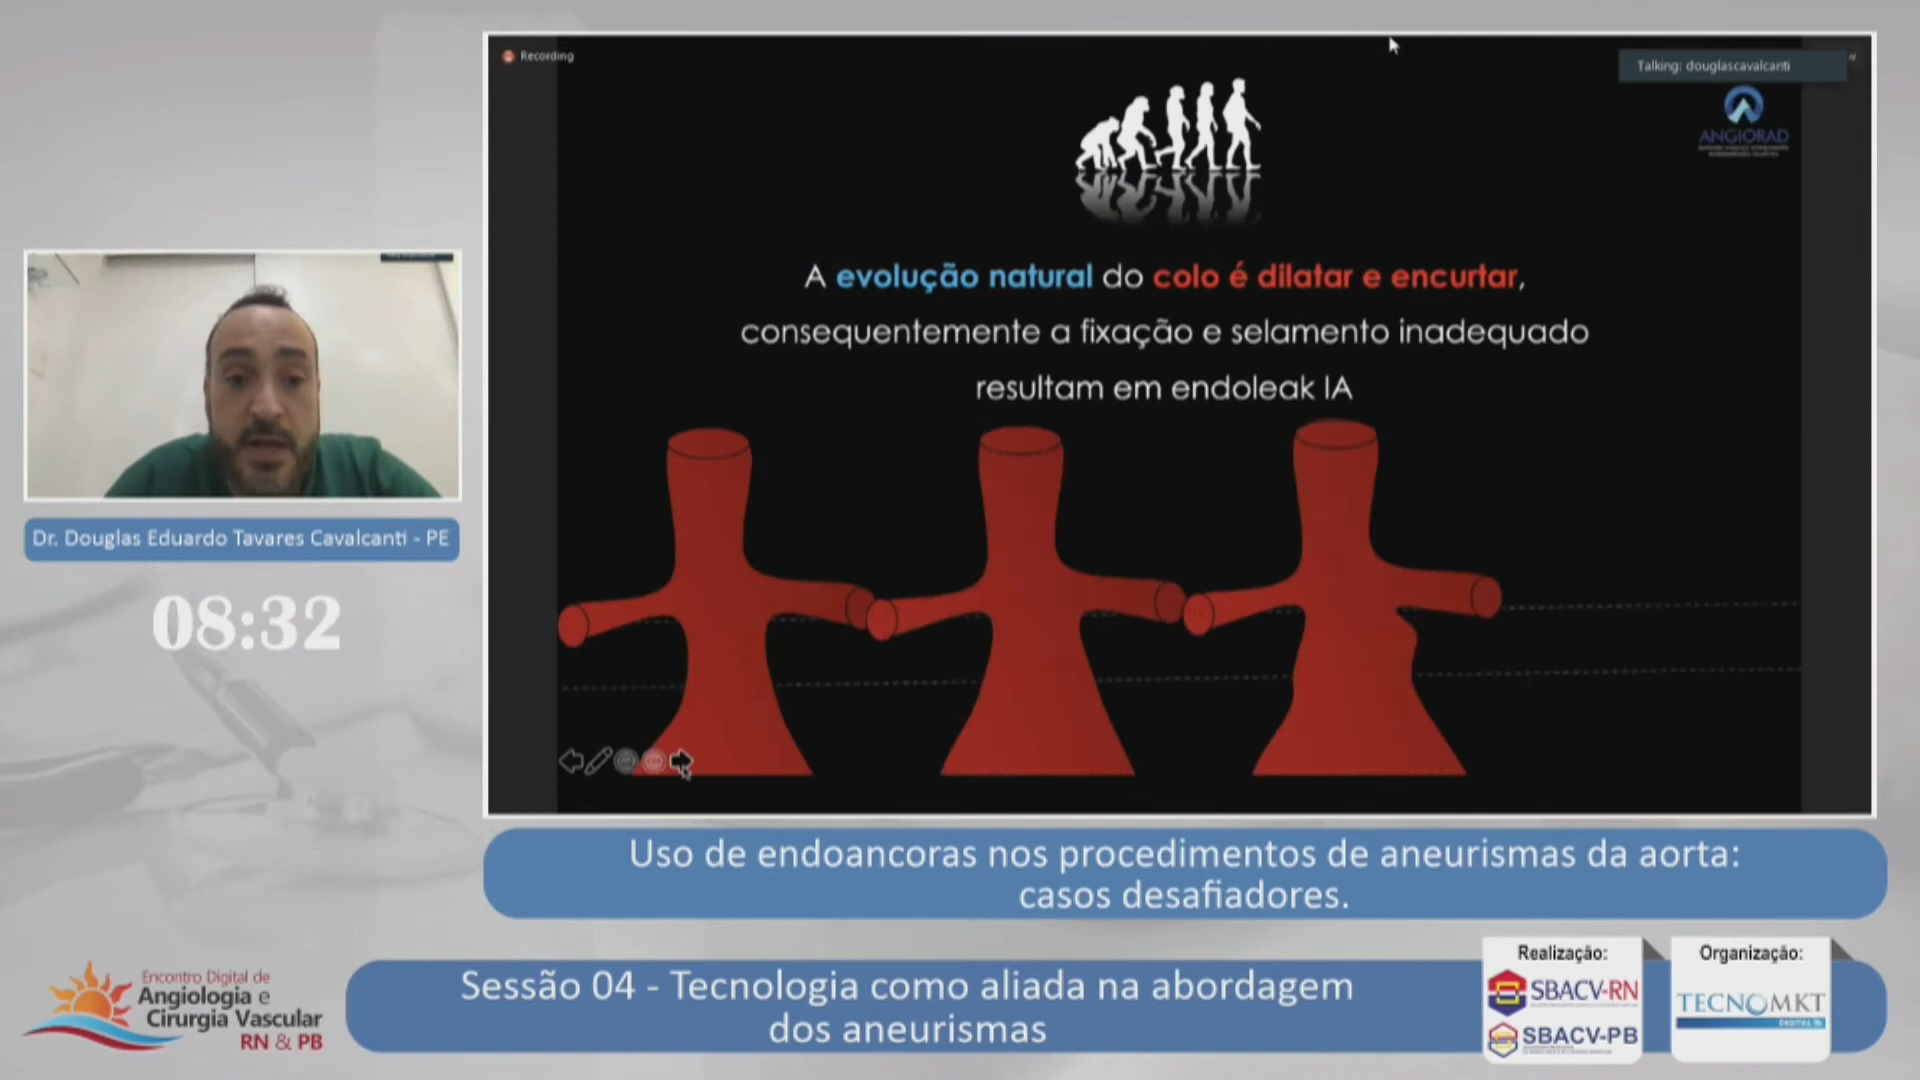 Recording
Talking: douglascavalcanti
ANGIORAD
A evolução natural do colo é dilatar e encurtar,
consequentemente a fixação e selamento inadequado
resultam em endoleak IA
Dr. Douglas Eduardo Tavares Cavalcanti - PE
08:32
Uso de endoancoras nos procedimentos de aneurismas da aorta:
casos desafiadores.
Sessão 04 - Tecnologia como aliada na abordagem
dos aneurismas
Encontro Digital de
Angiologia e
Cirurgia Vascular
RN & PB
Realização:
SBACV-RN
SBACV-PB
Organização:
TECNOMKT
DIGITAL